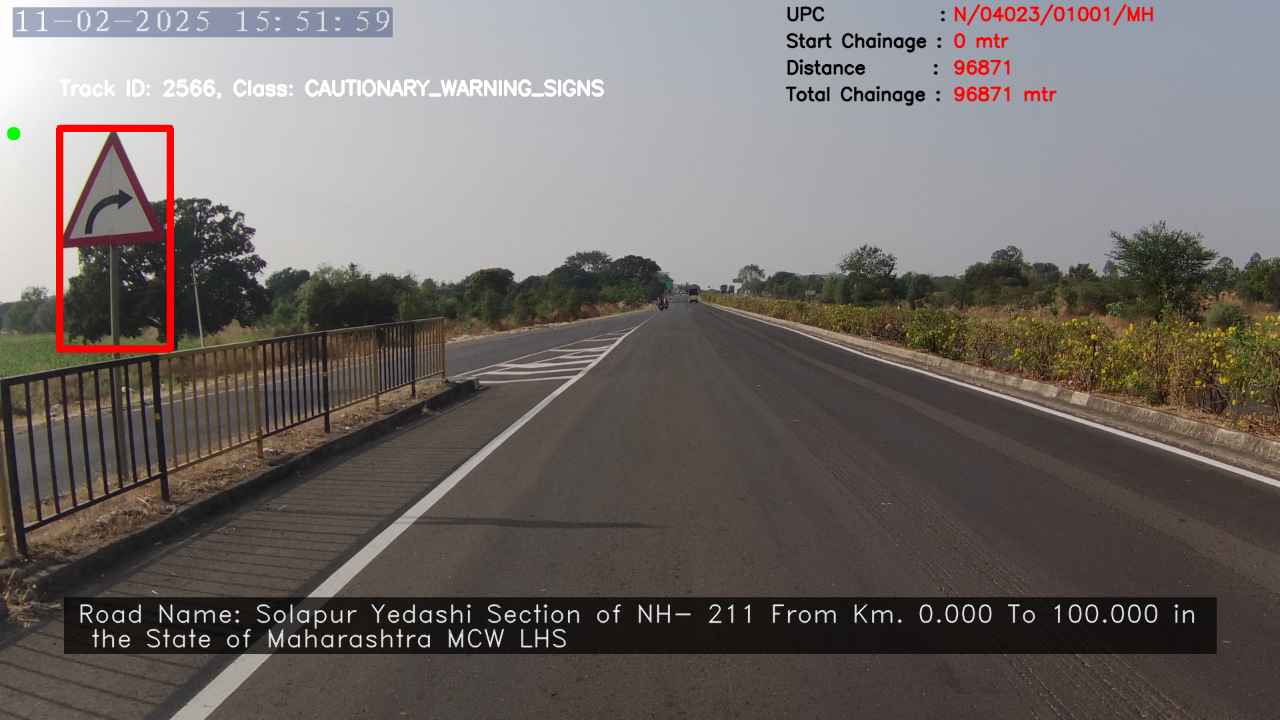 11-02-2025 15:51:59
UPC : N/04023/01001/MH
Start Chainage : 0 mtr
Distance : 96871
Total Chainage : 96871 mtr
Track ID: 2566, Class: CAUTIONARY_WARNING_SIGNS
Road Name: Solapur Yedashi Section of NH- 211 From Km. 0.000 To 100.000 in
the State of Maharashtra MCW LHS